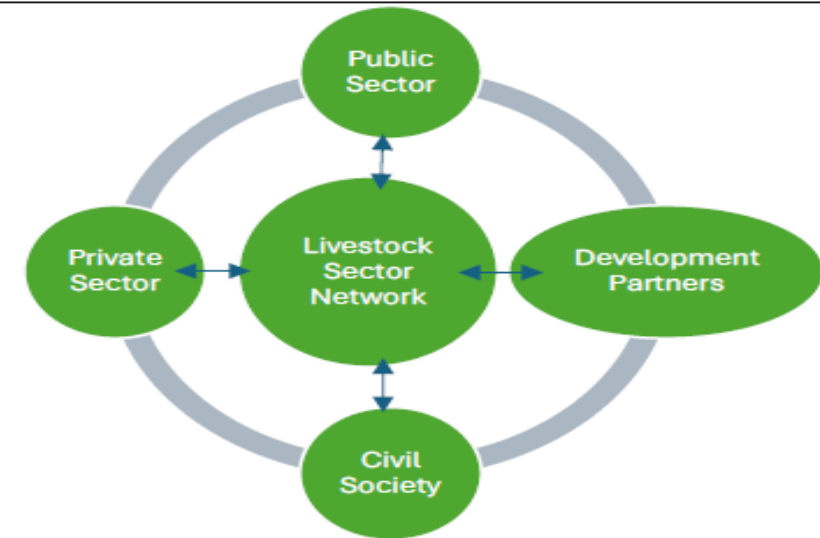 Public
Sector
Private
Sector
Livestock
Sector
Network
Development
Partners
Civil
Society